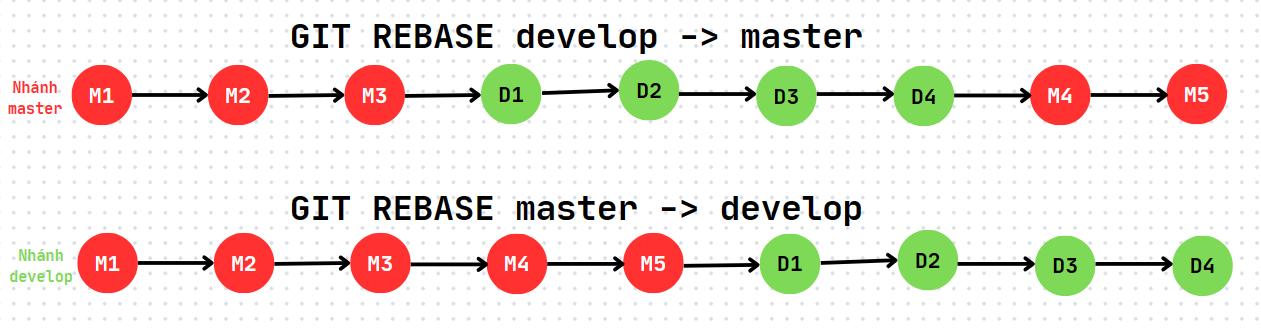 GIT REBASE develop -> master
Nhánh
master
M1 M2 M3 D1 D2 D3 D4 M4 M5
GIT REBASE master -> develop
Nhánh
develop
M1 M2 M3 M4 M5 D1 D2 D3 D4